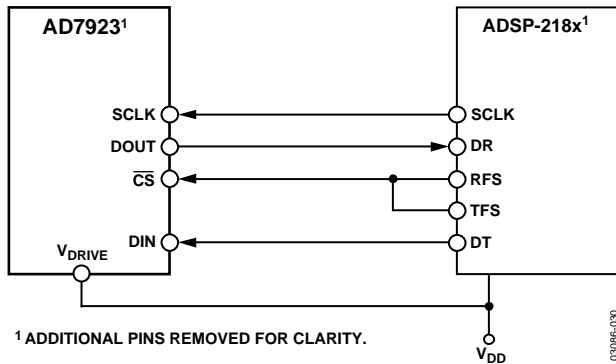 AD7923¹
ADSP-218x¹
SCLK
SCLK
DOUT
DR
CS
RFS
TFS
DIN
DT
VDRIVE
VDD
¹ ADDITIONAL PINS REMOVED FOR CLARITY.
03026-030